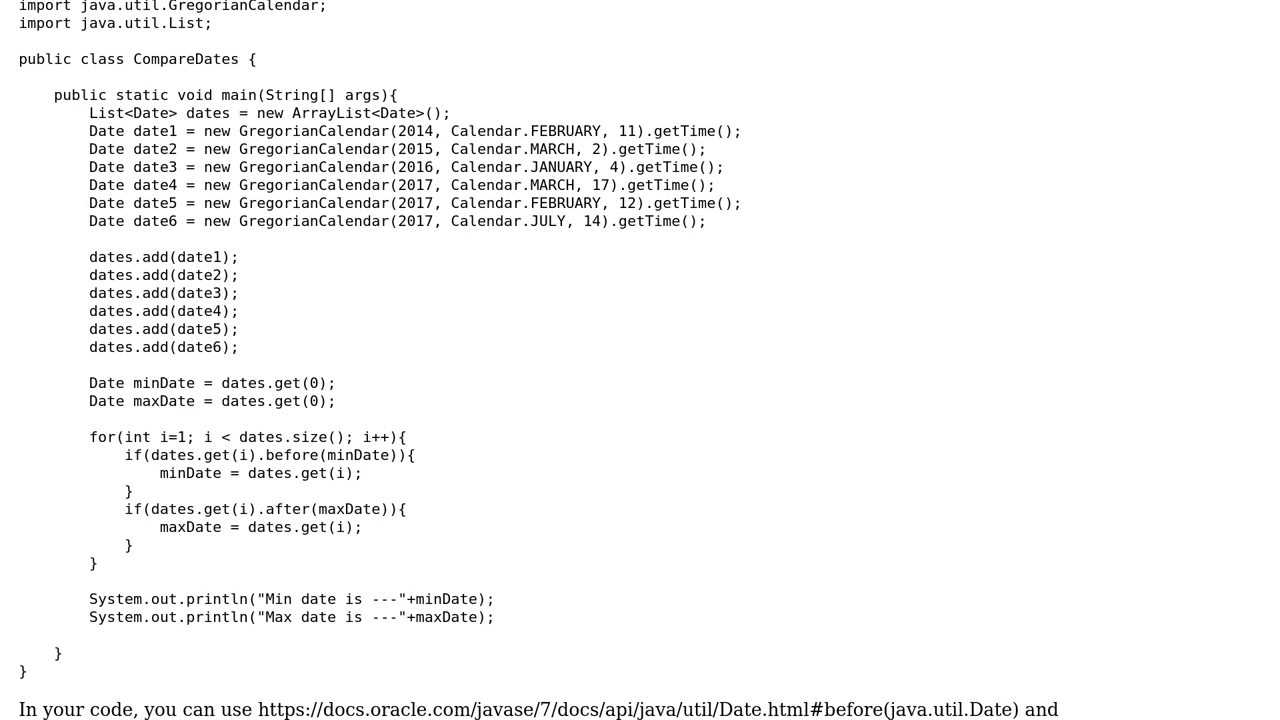 import java.util.GregorianCalendar;
import java.util.List;

public class CompareDates {

    public static void main(String[] args){
        List<Date> dates = new ArrayList<Date>();
        Date date1 = new GregorianCalendar(2014, Calendar.FEBRUARY, 11).getTime();
        Date date2 = new GregorianCalendar(2015, Calendar.MARCH, 2).getTime();
        Date date3 = new GregorianCalendar(2016, Calendar.JANUARY, 4).getTime();
        Date date4 = new GregorianCalendar(2017, Calendar.MARCH, 17).getTime();
        Date date5 = new GregorianCalendar(2017, Calendar.FEBRUARY, 12).getTime();
        Date date6 = new GregorianCalendar(2017, Calendar.JULY, 14).getTime();

        dates.add(date1);
        dates.add(date2);
        dates.add(date3);
        dates.add(date4);
        dates.add(date5);
        dates.add(date6);

        Date minDate = dates.get(0);
        Date maxDate = dates.get(0);

        for(int i=1; i < dates.size(); i++){
            if(dates.get(i).before(minDate)){
                minDate = dates.get(i);
            }
            if(dates.get(i).after(maxDate)){
                maxDate = dates.get(i);
            }
        }

        System.out.println("Min date is ---"+minDate);
        System.out.println("Max date is ---"+maxDate);

    }
}
In your code, you can use https://docs.oracle.com/javase/7/docs/api/java/util/Date.html#before(java.util.Date) and